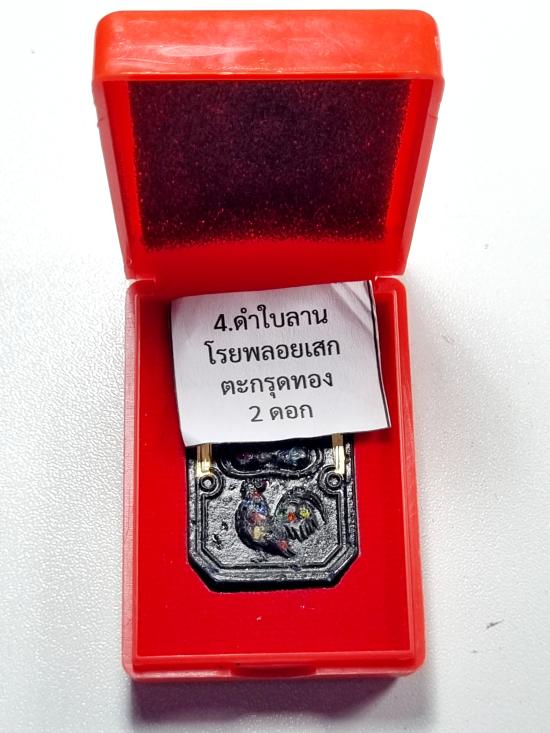 4.ดำใบลาน
โรยพลอยเสก
ตะกรุดทอง
2 ดอก